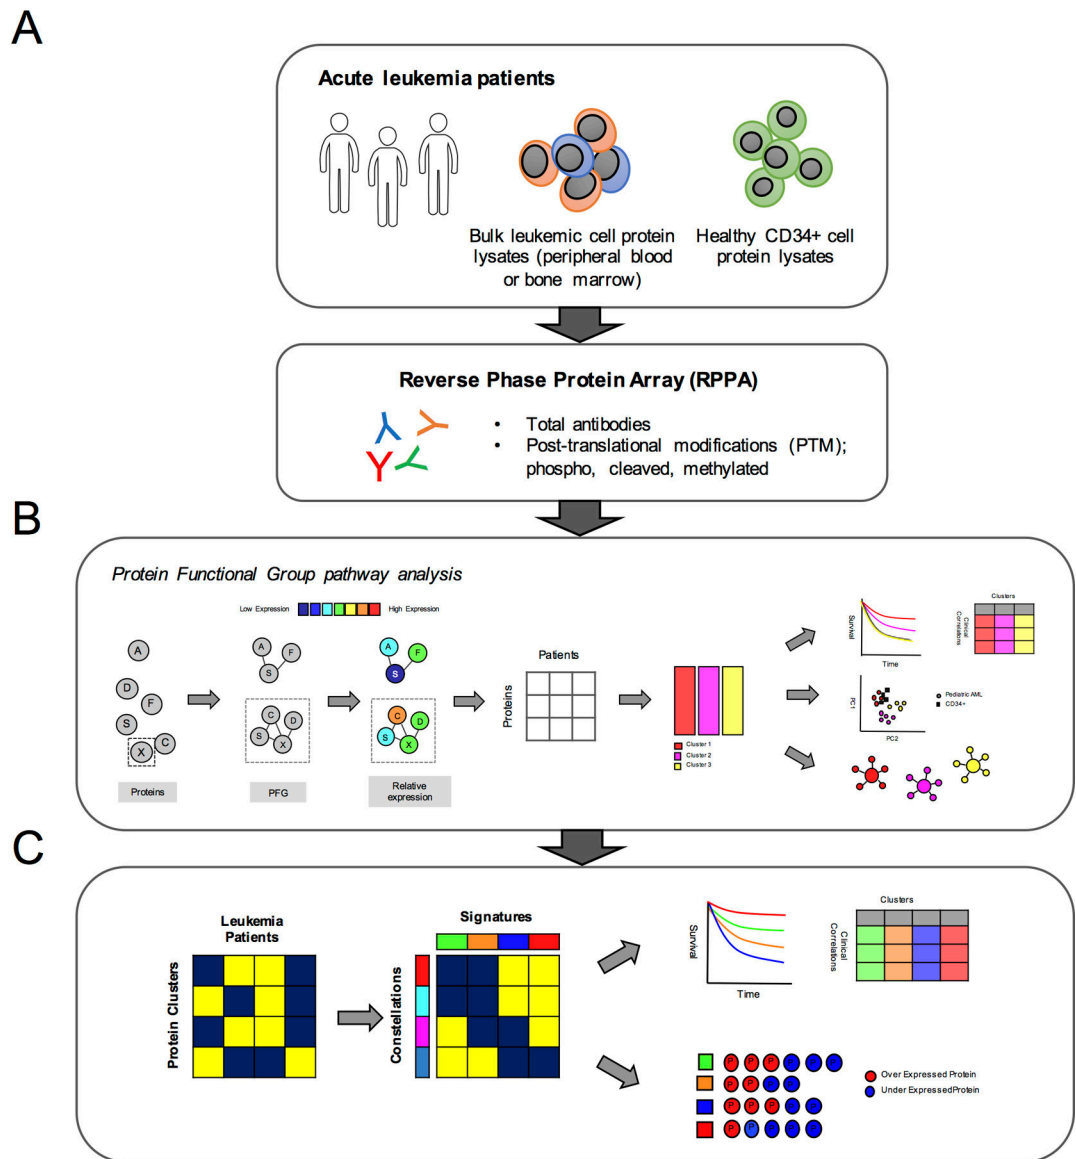 A
Acute leukemia patients
Bulk leukemic cell protein
lysates (peripheral blood
or bone marrow)
Healthy CD34+ cell
protein lysates
Reverse Phase Protein Array (RPPA)
• Total antibodies
• Post-translational modifications (PTM);
phospho, cleaved, methylated
B
Protein Functional Group pathway analysis
Low Expression
High Expression
A
D
F
S
X
C
Proteins
A
F
S
C
D
S
X
PFG
A
F
S
C
D
S
X
Relative
expression
Patients
Proteins
Cluster 1
Cluster 2
Cluster 3
Survival
Time
Clusters
Clinical
Correlations
PC1
PC2
Pediatric AML
CD34+
C
Leukemia
Patients
Protein Clusters
Signatures
Constellations
Survival
Time
Clusters
Clinical
Correlations
P P P P P P
P P P P
P P P P P
P P P P P
Over Expressed Protein
Under ExpressedProtein